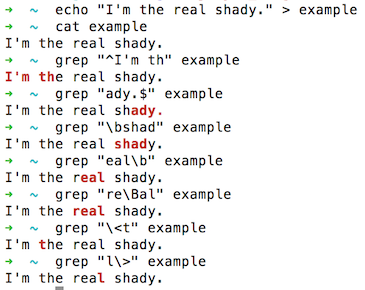 ➜  ~  echo "I'm the real shady." > example
➜  ~  cat example
I'm the real shady.
➜  ~  grep "^I'm th" example
I'm the real shady.
➜  ~  grep "ady.$" example
I'm the real shady.
➜  ~  grep "\bshad" example
I'm the real shady.
➜  ~  grep "eal\b" example
I'm the real shady.
➜  ~  grep "re\Bal" example
I'm the real shady.
➜  ~  grep "\<t" example
I'm the real shady.
➜  ~  grep "l\>" example
I'm the real shady.